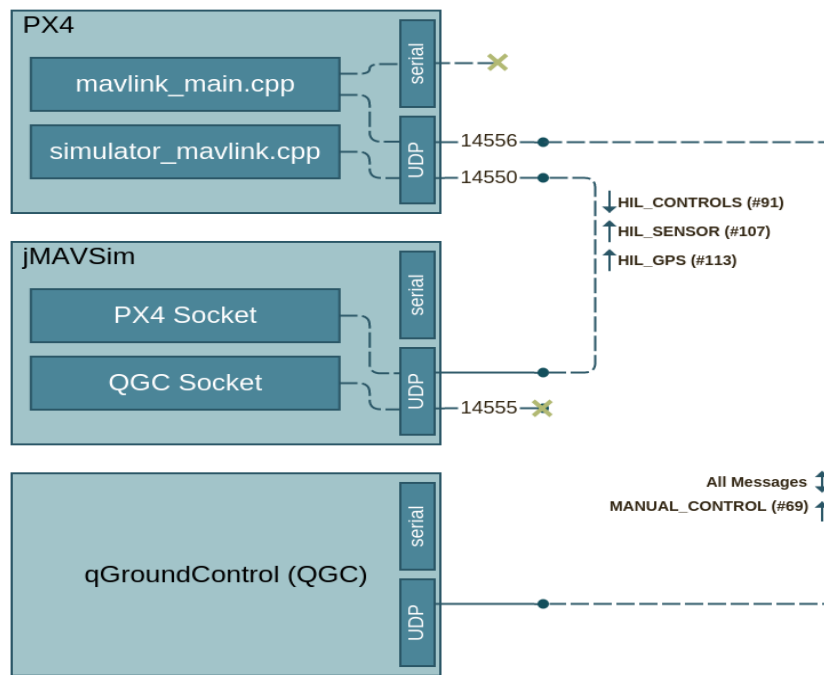 PX4
mavlink_main.cpp
simulator_mavlink.cpp
serial
UDP
14556
14550
HIL_CONTROLS (#91)
HIL_SENSOR (#107)
HIL_GPS (#113)
jMAVSim
PX4 Socket
QGC Socket
serial
UDP
14555
All Messages
MANUAL_CONTROL (#69)
qGroundControl (QGC)
serial
UDP